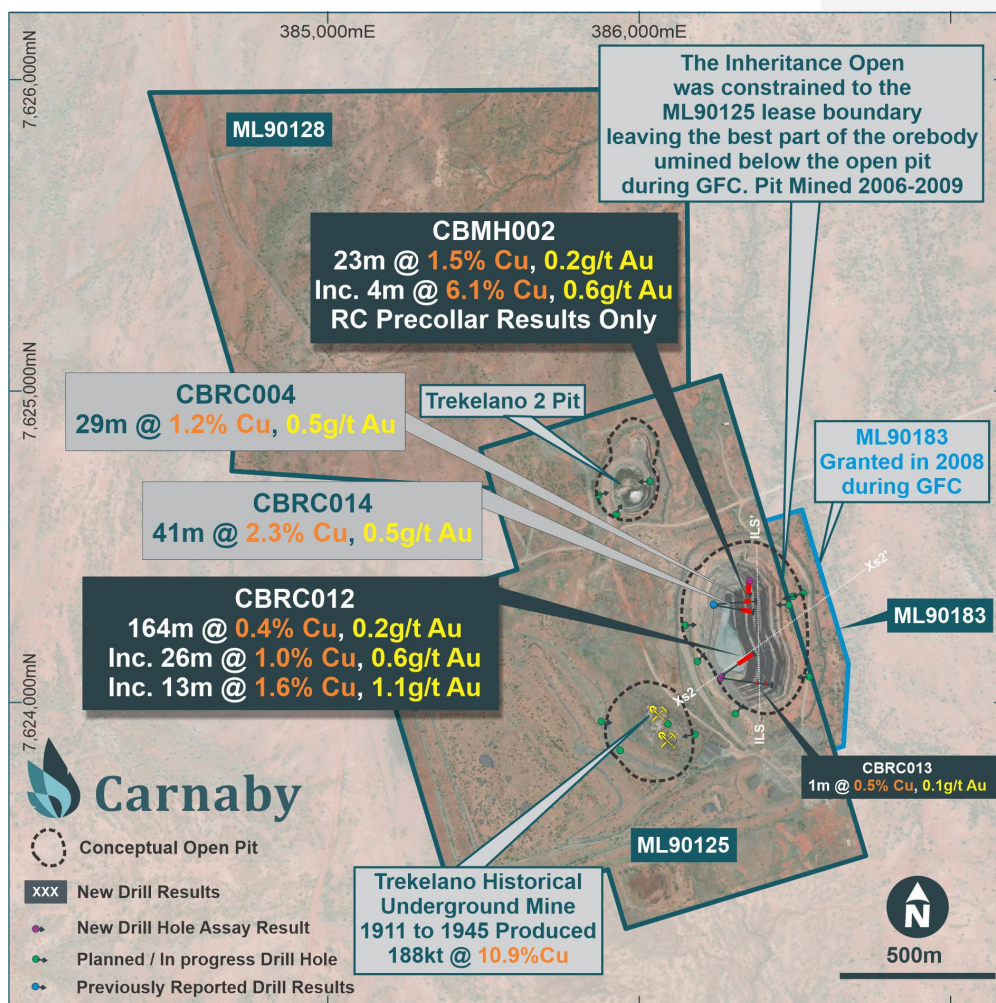 385,000mE
386,000mE
7,626,000mN
7,625,000mN
7,624,000mN
The Inheritance Open
was constrained to the
ML90125 lease boundary
leaving the best part of the orebody
umined below the open pit
during GFC. Pit Mined 2006-2009
ML90128
CBMH002
23m @ 1.5% Cu, 0.2g/t Au
Inc. 4m @ 6.1% Cu, 0.6g/t Au
RC Precollar Results Only
CBRC004
29m @ 1.2% Cu, 0.5g/t Au
Trekelano 2 Pit
ML90183
Granted in 2008
during GFC
CBRC014
41m @ 2.3% Cu, 0.5g/t Au
ILS'
Xs2'
CBRC012
164m @ 0.4% Cu, 0.2g/t Au
Inc. 26m @ 1.0% Cu, 0.6g/t Au
Inc. 13m @ 1.6% Cu, 1.1g/t Au
ML90183
Xs2
ILS
CBRC013
1m @ 0.5% Cu, 0.1g/t Au
Carnaby
ML90125
Conceptual Open Pit
XXX New Drill Results
New Drill Hole Assay Result
Planned / In progress Drill Hole
Previously Reported Drill Results
Trekelano Historical
Underground Mine
1911 to 1945 Produced
188kt @ 10.9%Cu
N
500m